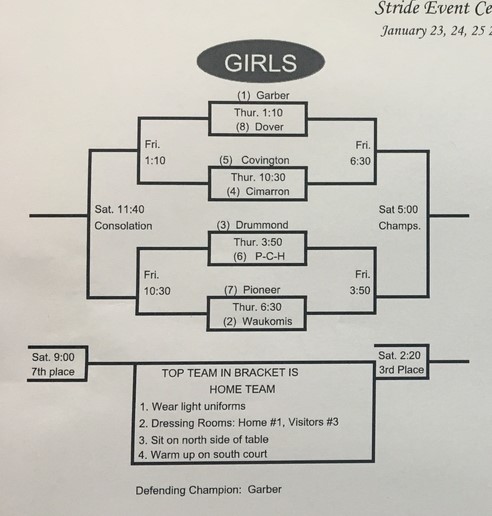 Stride Event Ce
January 23, 24, 25 2
GIRLS
(1) Garber
Thur. 1:10
(8) Dover
Fri.
1:10
Fri.
6:30
(5) Covington
Thur. 10:30
(4) Cimarron
Sat. 11:40
Consolation
Sat 5:00
Champs.
(3) Drummond
Thur. 3:50
(6) P-C-H
Fri.
10:30
Fri.
3:50
(7) Pioneer
Thur. 6:30
(2) Waukomis
Sat. 9:00
7th place
Sat. 2:20
3rd Place
TOP TEAM IN BRACKET IS
HOME TEAM
1. Wear light uniforms
2. Dressing Rooms: Home #1, Visitors #3
3. Sit on north side of table
4. Warm up on south court
Defending Champion: Garber